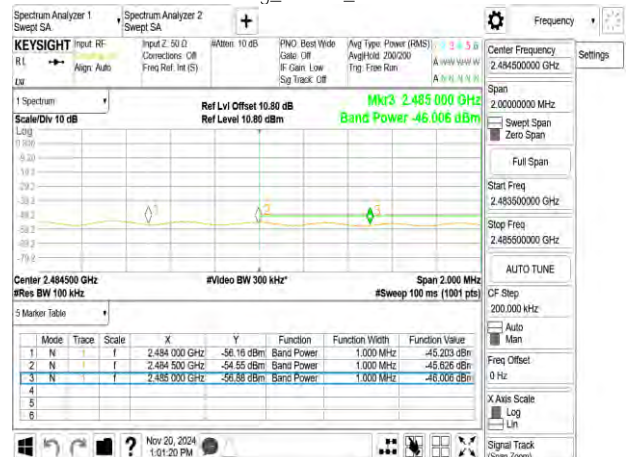 Spectrum Analyzer 1
Swept SA
Spectrum Analyzer 2
Swept SA
+
Frequency
KEYSIGHT
Input: RF
Align: Auto
Input Z: 50 Ω
Corrections: Off
Freq Ref: Int (S)
#Atten: 10 dB
PNO: Best Wide
Gate: Off
IF Gain: Low
Sig Track: Off
Avg Type: Power (RMS)
Avg|Hold: 200/200
Trig: Free Run
Center Frequency
2.484500000 GHz
Settings
Span
2.00000000 MHz
Swept Span
Zero Span
Full Span
Start Freq
2.483500000 GHz
Stop Freq
2.485500000 GHz
AUTO TUNE
CF Step
200.000 kHz
Auto
Man
Freq Offset
0 Hz
X Axis Scale
Log
Lin
Signal Track
(Span Zoom)
1 Spectrum
Scale/Div 10 dB
Log
Ref Lvl Offset 10.80 dB
Ref Level 10.80 dBm
Mkr3 2.485 000 GHz
Band Power -46.006 dBm
1
2
3
Center 2.484500 GHz
#Res BW 100 kHz
#Video BW 300 kHz*
Span 2.000 MHz
#Sweep 100 ms (1001 pts)
5 Marker Table
Mode Trace Scale X Y Function Function Width Function Value
1 N 1 f 2.484 000 GHz -56.16 dBm Band Power 1.000 MHz -45.203 dBm
2 N 1 f 2.484 500 GHz -54.55 dBm Band Power 1.000 MHz -45.626 dBm
3 N 1 f 2.485 000 GHz -56.88 dBm Band Power 1.000 MHz -46.006 dBm
4
5
6
?
Nov 20, 2024
1:01:20 PM